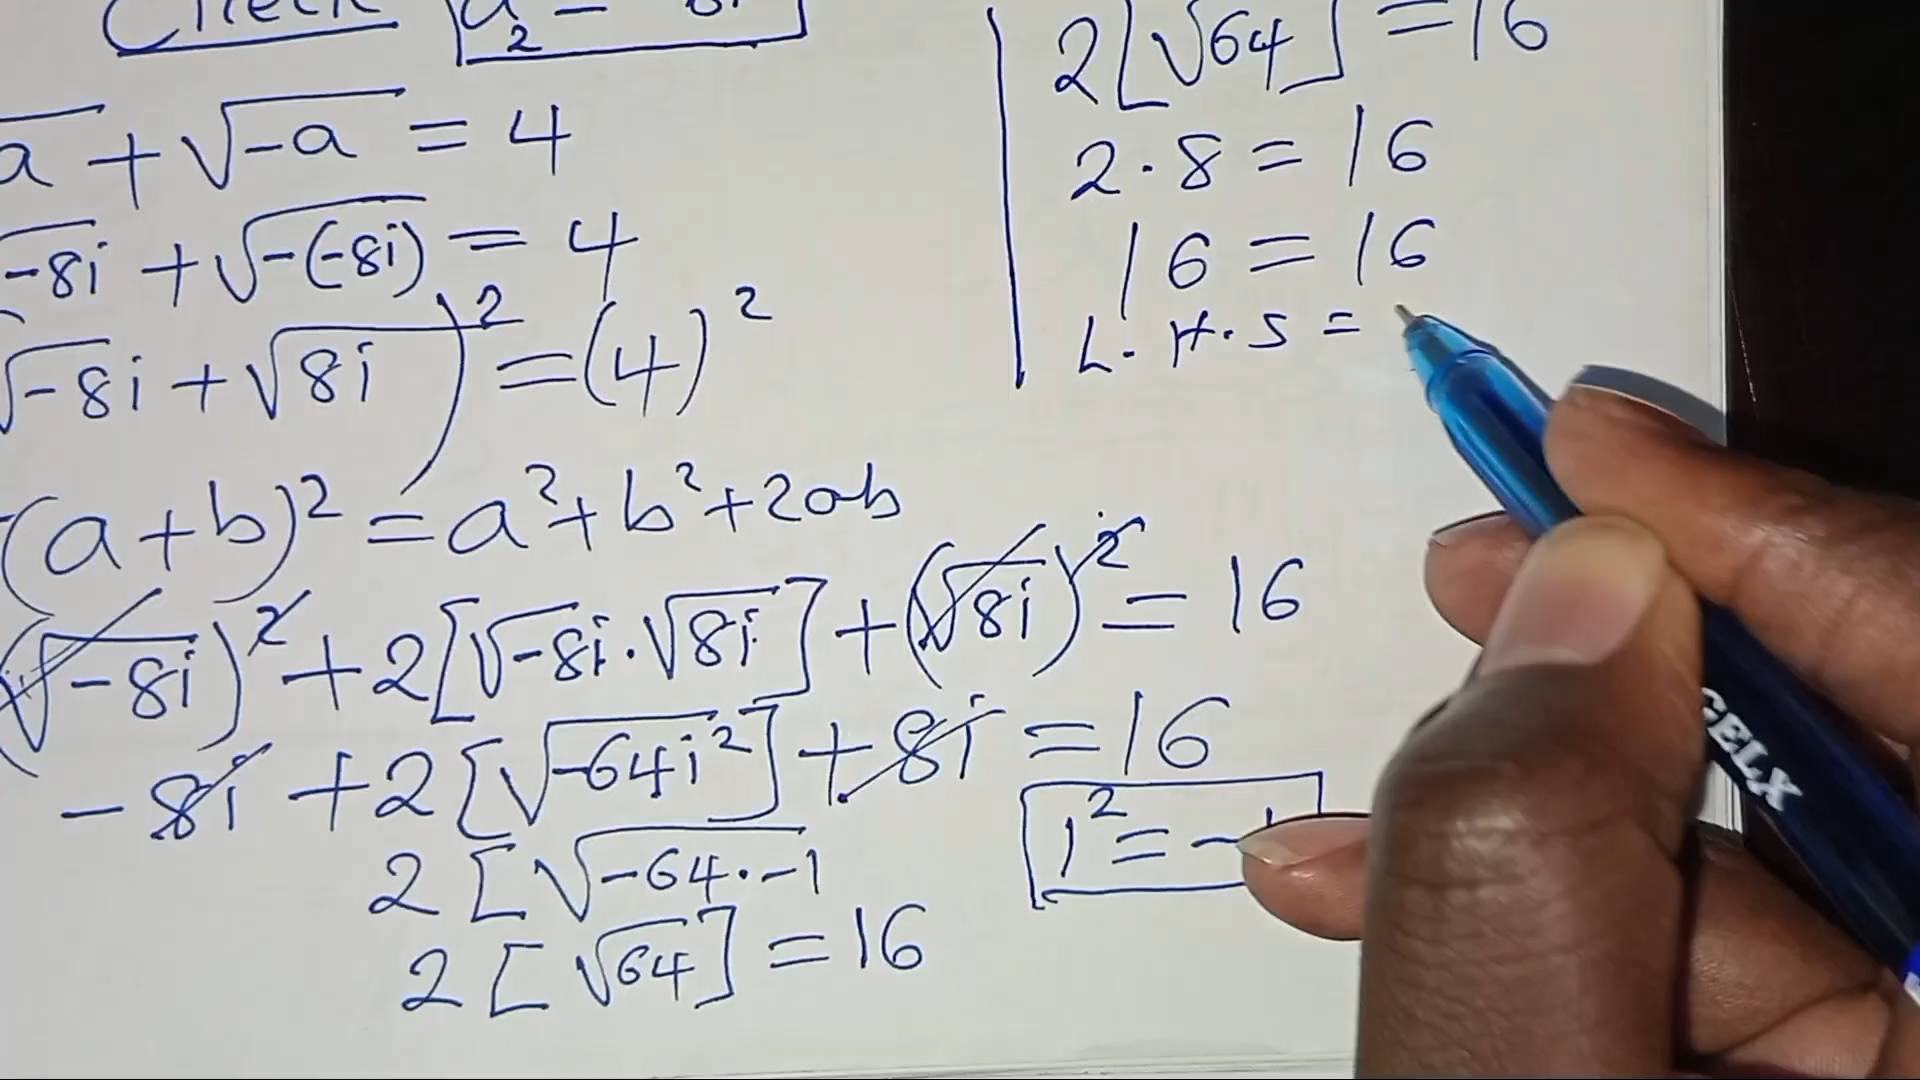 Check a₂ = -8i
√a + √-a = 4
√-8i + √-(-8i) = 4
(√-8i + √8i)² = (4)²
(a+b)² = a² + b² + 2ab
(√-8i)² + 2[√-8i · √8i] + (√8i)² = 16
-8i + 2[√-64i²] + 8i = 16
i² = -1
2[√-64 · -1
2[√64] = 16
2[√64] = 16
2 · 8 = 16
16 = 16
L.H.S =
GELX